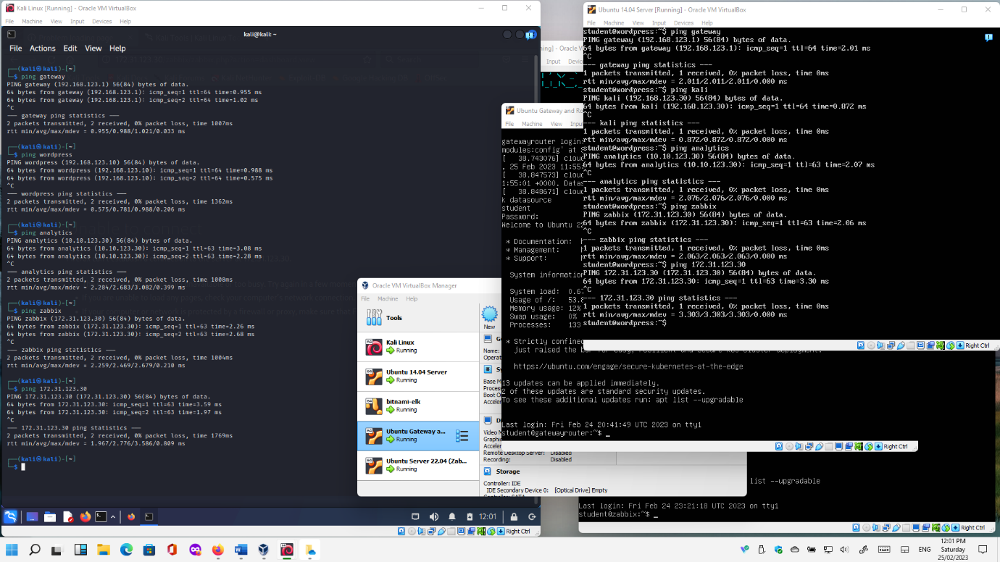 Kali Linux [Running] - Oracle VM VirtualBox
File Machine View Input Devices Help
kali@kali: ~
File Actions Edit View Help
(kali㉿kali)-[~]
$ ping gateway
PING gateway (192.168.123.1) 56(84) bytes of data.
64 bytes from gateway (192.168.123.1): icmp_seq=1 ttl=64 time=0.955 ms
64 bytes from gateway (192.168.123.1): icmp_seq=2 ttl=64 time=1.02 ms
^C
--- gateway ping statistics ---
2 packets transmitted, 2 received, 0% packet loss, time 1007ms
rtt min/avg/max/mdev = 0.955/0.988/1.021/0.033 ms
(kali㉿kali)-[~]
$ ping wordpress
PING wordpress (192.168.123.10) 56(84) bytes of data.
64 bytes from wordpress (192.168.123.10): icmp_seq=1 ttl=64 time=0.988 ms
64 bytes from wordpress (192.168.123.10): icmp_seq=2 ttl=64 time=0.575 ms
^C
--- wordpress ping statistics ---
2 packets transmitted, 2 received, 0% packet loss, time 1362ms
rtt min/avg/max/mdev = 0.575/0.781/0.988/0.206 ms
(kali㉿kali)-[~]
$ ping analytics
PING analytics (10.10.123.30) 56(84) bytes of data.
64 bytes from analytics (10.10.123.30): icmp_seq=1 ttl=63 time=3.08 ms
64 bytes from analytics (10.10.123.30): icmp_seq=2 ttl=63 time=2.28 ms
^C
--- analytics ping statistics ---
2 packets transmitted, 2 received, 0% packet loss, time 1008ms
rtt min/avg/max/mdev = 2.284/2.683/3.082/0.399 ms
(kali㉿kali)-[~]
$ ping zabbix
PING zabbix (172.31.123.30) 56(84) bytes of data.
64 bytes from zabbix (172.31.123.30): icmp_seq=1 ttl=63 time=2.26 ms
64 bytes from zabbix (172.31.123.30): icmp_seq=2 ttl=63 time=2.68 ms
^C
--- zabbix ping statistics ---
2 packets transmitted, 2 received, 0% packet loss, time 1004ms
rtt min/avg/max/mdev = 2.259/2.469/2.679/0.210 ms
(kali㉿kali)-[~]
$ ping 172.31.123.30
PING 172.31.123.30 (172.31.123.30) 56(84) bytes of data.
64 bytes from 172.31.123.30: icmp_seq=1 ttl=63 time=3.59 ms
64 bytes from 172.31.123.30: icmp_seq=2 ttl=63 time=1.97 ms
^C
--- 172.31.123.30 ping statistics ---
2 packets transmitted, 2 received, 0% packet loss, time 1769ms
rtt min/avg/max/mdev = 1.967/2.776/3.586/0.809 ms
(kali㉿kali)-[~]
$
12:01
Right Ctrl
Oracle VM VirtualBox Manager
File Machine Help
Tools
New
Kali Linux
Running
Ubuntu 14.04 Server
Running
bitnami-elk
Running
Ubuntu Gateway a...
Running
Ubuntu Server 22.04 (Zab...
Running
Name:
Remote Desktop Server: Disabled
Recording: Disabled
Storage
Controller: IDE
IDE Secondary Device 0: [Optical Drive] Empty
Ubuntu 14.04 Server [Running] - Oracle VM VirtualBox
File Machine View Input Devices Help
student@wordpress:~$ ping gateway
PING gateway (192.168.123.1) 56(84) bytes of data.
64 bytes from gateway (192.168.123.1): icmp_seq=1 ttl=64 time=2.01 ms
^C
--- gateway ping statistics ---
1 packets transmitted, 1 received, 0% packet loss, time 0ms
rtt min/avg/max/mdev = 2.011/2.011/2.011/0.000 ms
student@wordpress:~$ ping kali
PING kali (192.168.123.30) 56(84) bytes of data.
64 bytes from kali (192.168.123.30): icmp_seq=1 ttl=64 time=0.872 ms
^C
--- kali ping statistics ---
1 packets transmitted, 1 received, 0% packet loss, time 0ms
rtt min/avg/max/mdev = 0.872/0.872/0.872/0.000 ms
student@wordpress:~$ ping analytics
PING analytics (10.10.123.30) 56(84) bytes of data.
64 bytes from analytics (10.10.123.30): icmp_seq=1 ttl=63 time=2.07 ms
^C
--- analytics ping statistics ---
1 packets transmitted, 1 received, 0% packet loss, time 0ms
rtt min/avg/max/mdev = 2.076/2.076/2.076/0.000 ms
student@wordpress:~$ ping zabbix
PING zabbix (172.31.123.30) 56(84) bytes of data.
64 bytes from zabbix (172.31.123.30): icmp_seq=1 ttl=63 time=2.06 ms
^C
--- zabbix ping statistics ---
1 packets transmitted, 1 received, 0% packet loss, time 0ms
rtt min/avg/max/mdev = 2.063/2.063/2.063/0.000 ms
student@wordpress:~$ ping 172.31.123.30
PING 172.31.123.30 (172.31.123.30) 56(84) bytes of data.
64 bytes from 172.31.123.30: icmp_seq=1 ttl=63 time=3.30 ms
^C
--- 172.31.123.30 ping statistics ---
1 packets transmitted, 1 received, 0% packet loss, time 0ms
rtt min/avg/max/mdev = 3.303/3.303/3.303/0.000 ms
student@wordpress:~$
Right Ctrl
Input
Ubuntu Gateway and Ro
File Machine View
gatewayrouter login:
modules:config' at
[ 38.743076] cloud
, 25 Feb 2023 11:55
[ 38.847573] cloud
1:55:01 +0000. Datas
[ 38.848671] cloud
k datasource
student
Password:
Welcome to Ubuntu 22
* Documentation:
* Management:
* Support:
System information
System load: 0.67
Usage of /: 53.8
Memory usage: 12%
Swap usage: 0%
Processes: 133
* Strictly confined
just raised the bar for easy, resilient and secure K8s cluster deployment.
https://ubuntu.com/engage/secure-kubernetes-at-the-edge
13 updates can be applied immediately.
2 of these updates are standard security updates.
To see these additional updates run: apt list --upgradable
Last login: Fri Feb 24 20:41:49 UTC 2023 on tty1
student@gatewayrouter:~$ _
Right Ctrl
list --upgradable
Last login: Fri Feb 24 23:21:18 UTC 2023 on tty1
student@zabbix:~$ _
Right Ctrl
ENG
12:01 PM
Saturday
25/02/2023